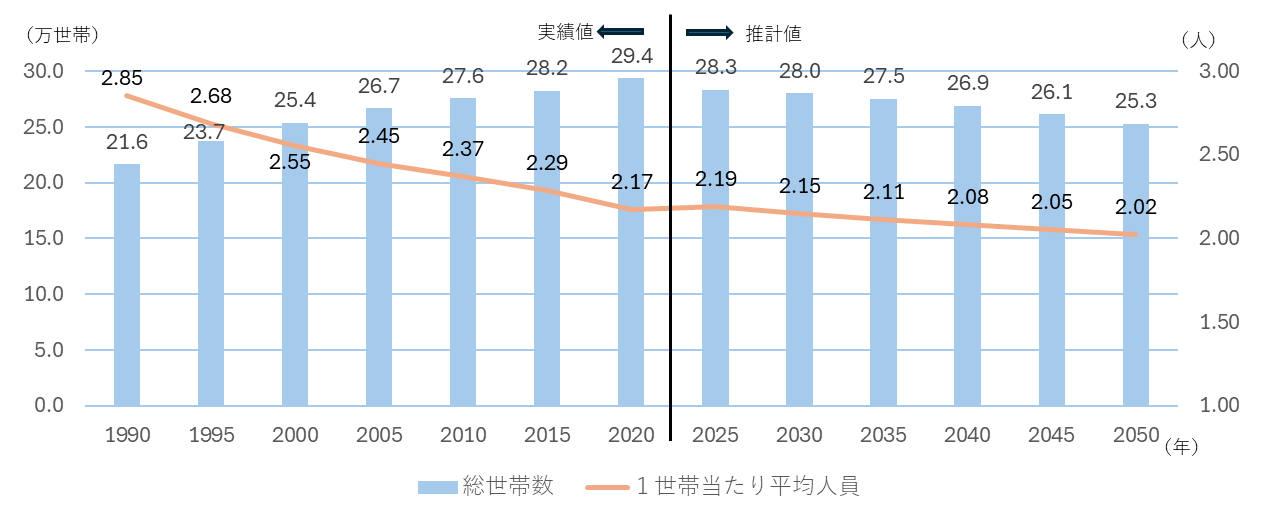 実績値 推計値
（万世帯） （人）
30.0 25.0 20.0 15.0 10.0 5.0 0.0
21.6 23.7 25.4 26.7 27.6 28.2 29.4 28.3 28.0 27.5 26.9 26.1 25.3
2.85 2.68 2.55 2.45 2.37 2.29 2.17 2.19 2.15 2.11 2.08 2.05 2.02
3.00 2.50 2.00 1.50 1.00
1990 1995 2000 2005 2010 2015 2020 2025 2030 2035 2040 2045 2050 （年）
総世帯数 １世帯当たり平均人員